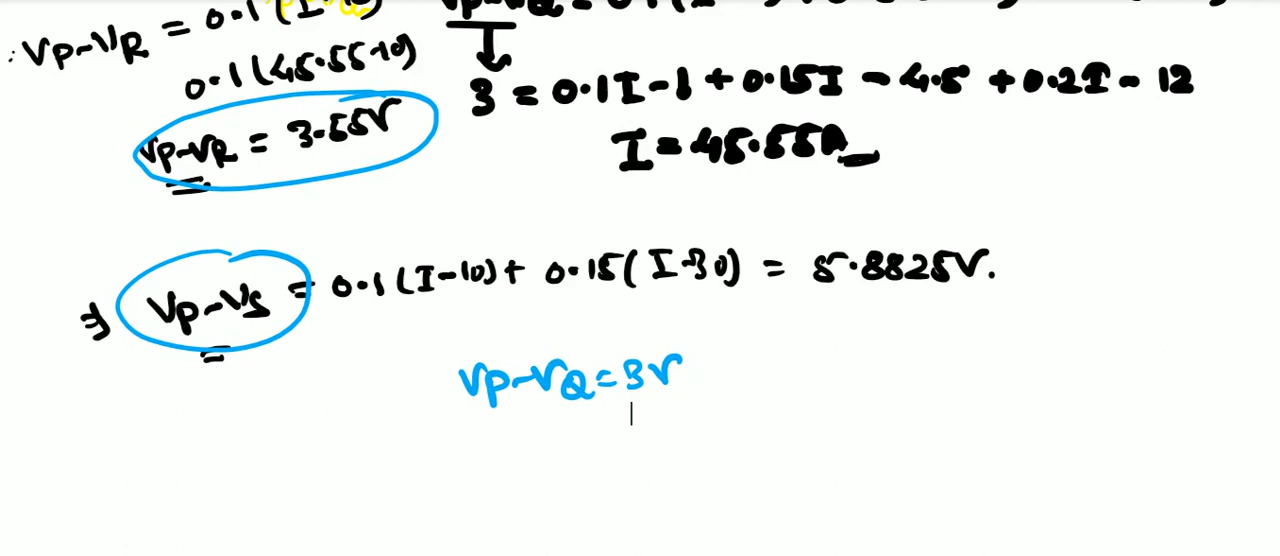 ∴ VP-VR = 0.1(I-10)
0.1(45.55-10)
VP-VR = 3.55V
3 = 0.1I-1 + 0.15I - 4.5 + 0.2I - 12
I = 45.55A
⇒ VP-VS = 0.1(I-10) + 0.15(I-30) = 5.8825V.
VP-VQ = 3V